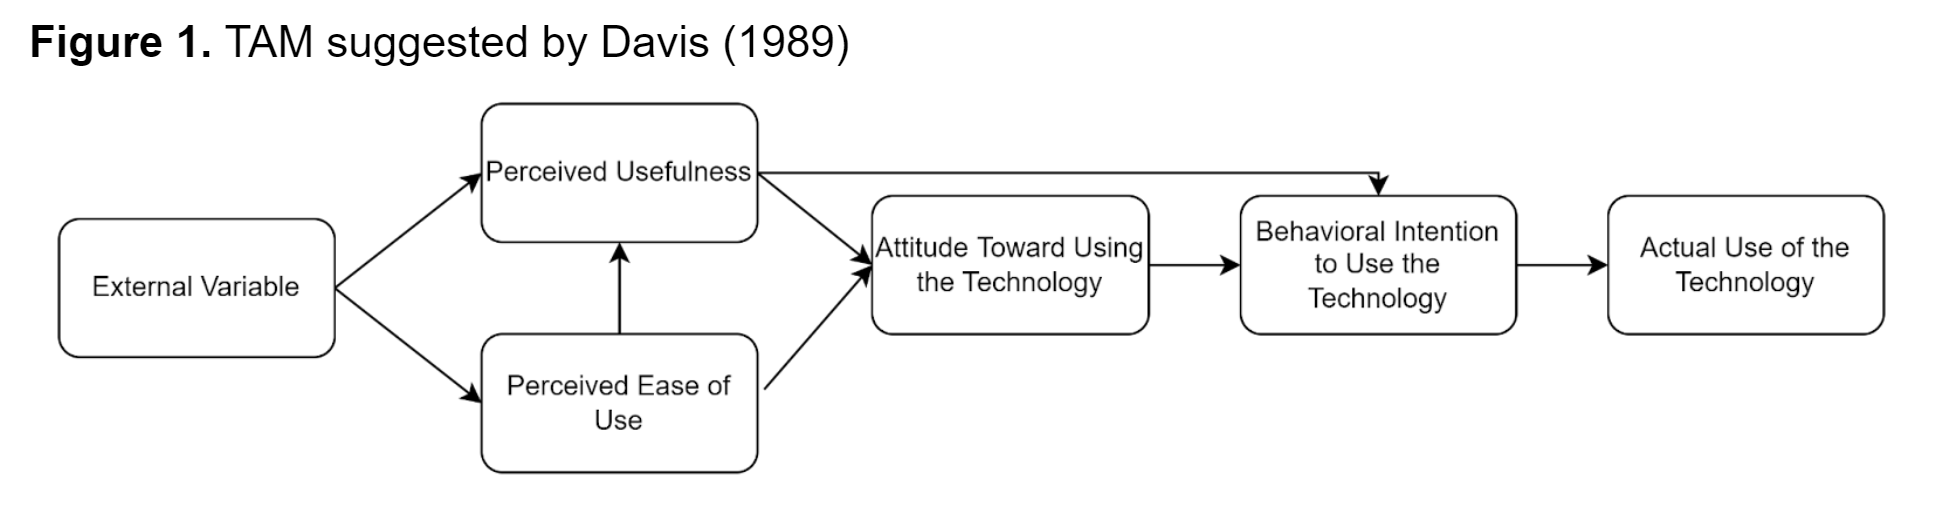 Figure 1. TAM suggested by Davis (1989)
Perceived Usefulness
External Variable
Perceived Ease of
Use
Attitude Toward Using
the Technology
Behavioral Intention
to Use the
Technology
Actual Use of the
Technology